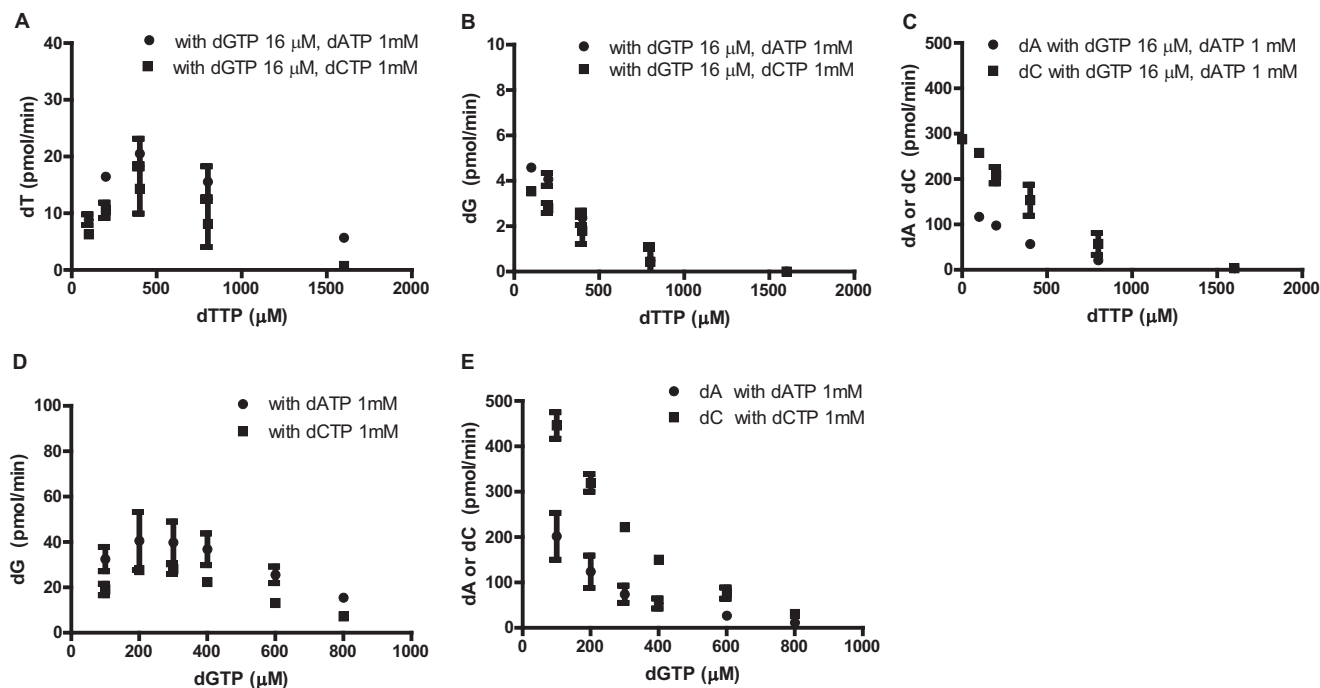 A
with dGTP 16 μM, dATP 1mM
with dGTP 16 μM, dCTP 1mM
40
30
20
10
0
dT (pmol/min)
0 500 1000 1500 2000
dTTP (μM)
B
with dGTP 16 μM, dATP 1mM
with dGTP 16 μM, dCTP 1mM
10
8
6
4
2
0
dG (pmol/min)
0 500 1000 1500 2000
dTTP (μM)
C
dA with dGTP 16 μM, dATP 1 mM
dC with dGTP 16 μM, dATP 1 mM
500
400
300
200
100
0
dA or dC (pmol/min)
0 500 1000 1500 2000
dTTP (μM)
D
with dATP 1mM
with dCTP 1mM
100
80
60
40
20
0
dG (pmol/min)
0 200 400 600 800 1000
dGTP (μM)
E
dA with dATP 1mM
dC with dCTP 1mM
500
400
300
200
100
0
dA or dC (pmol/min)
0 200 400 600 800 1000
dGTP (μM)